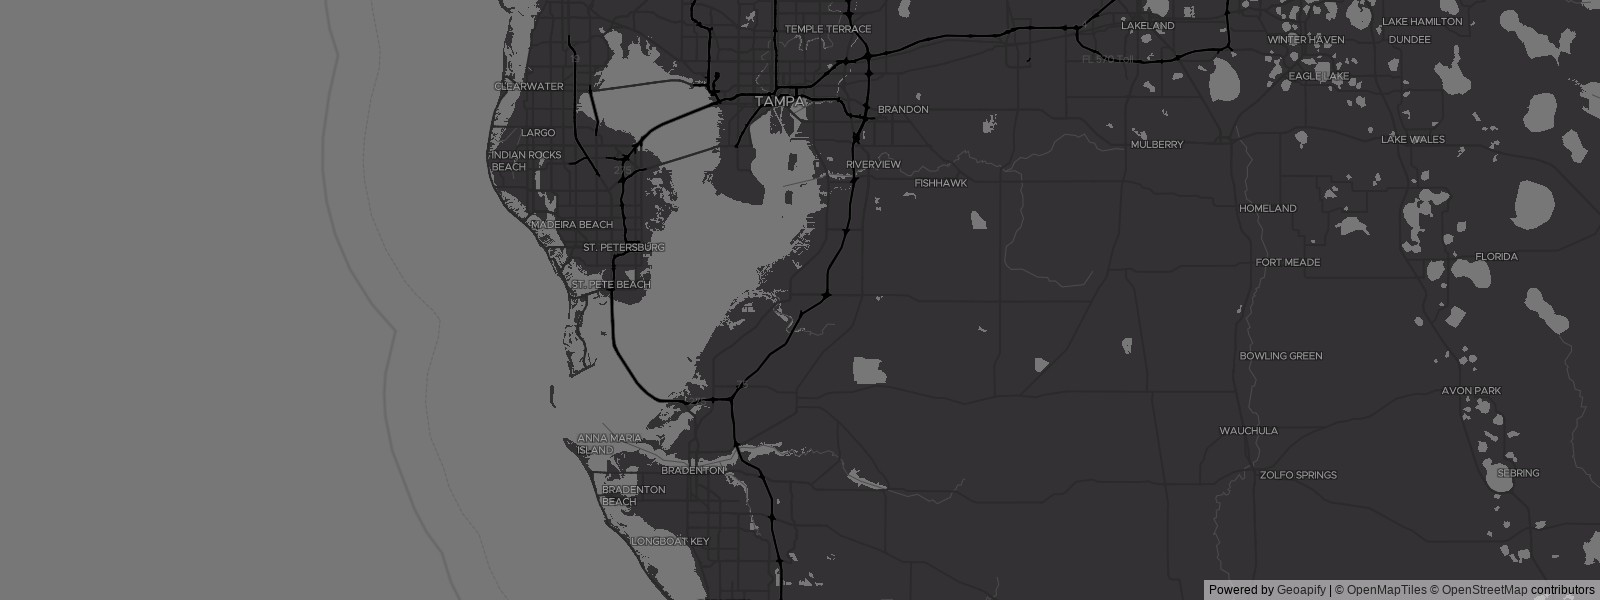 LAKELAND
LAKE HAMILTON
TEMPLE TERRACE
WINTER HAVEN
DUNDEE
19
FL 570 Toll
EAGLE LAKE
CLEARWATER
TAMPA
BRANDON
LARGO
LAKE WALES
MULBERRY
INDIAN ROCKS
BEACH
RIVERVIEW
275
FISHHAWK
HOMELAND
MADEIRA BEACH
ST. PETERSBURG
FLORIDA
FORT MEADE
ST. PETE BEACH
BOWLING GREEN
75
AVON PARK
WAUCHULA
ANNA MARIA
ISLAND
BRADENTON
ZOLFO SPRINGS
SEBRING
BRADENTON
BEACH
LONGBOAT KEY
Powered by Geoapify | © OpenMapTiles © OpenStreetMap contributors